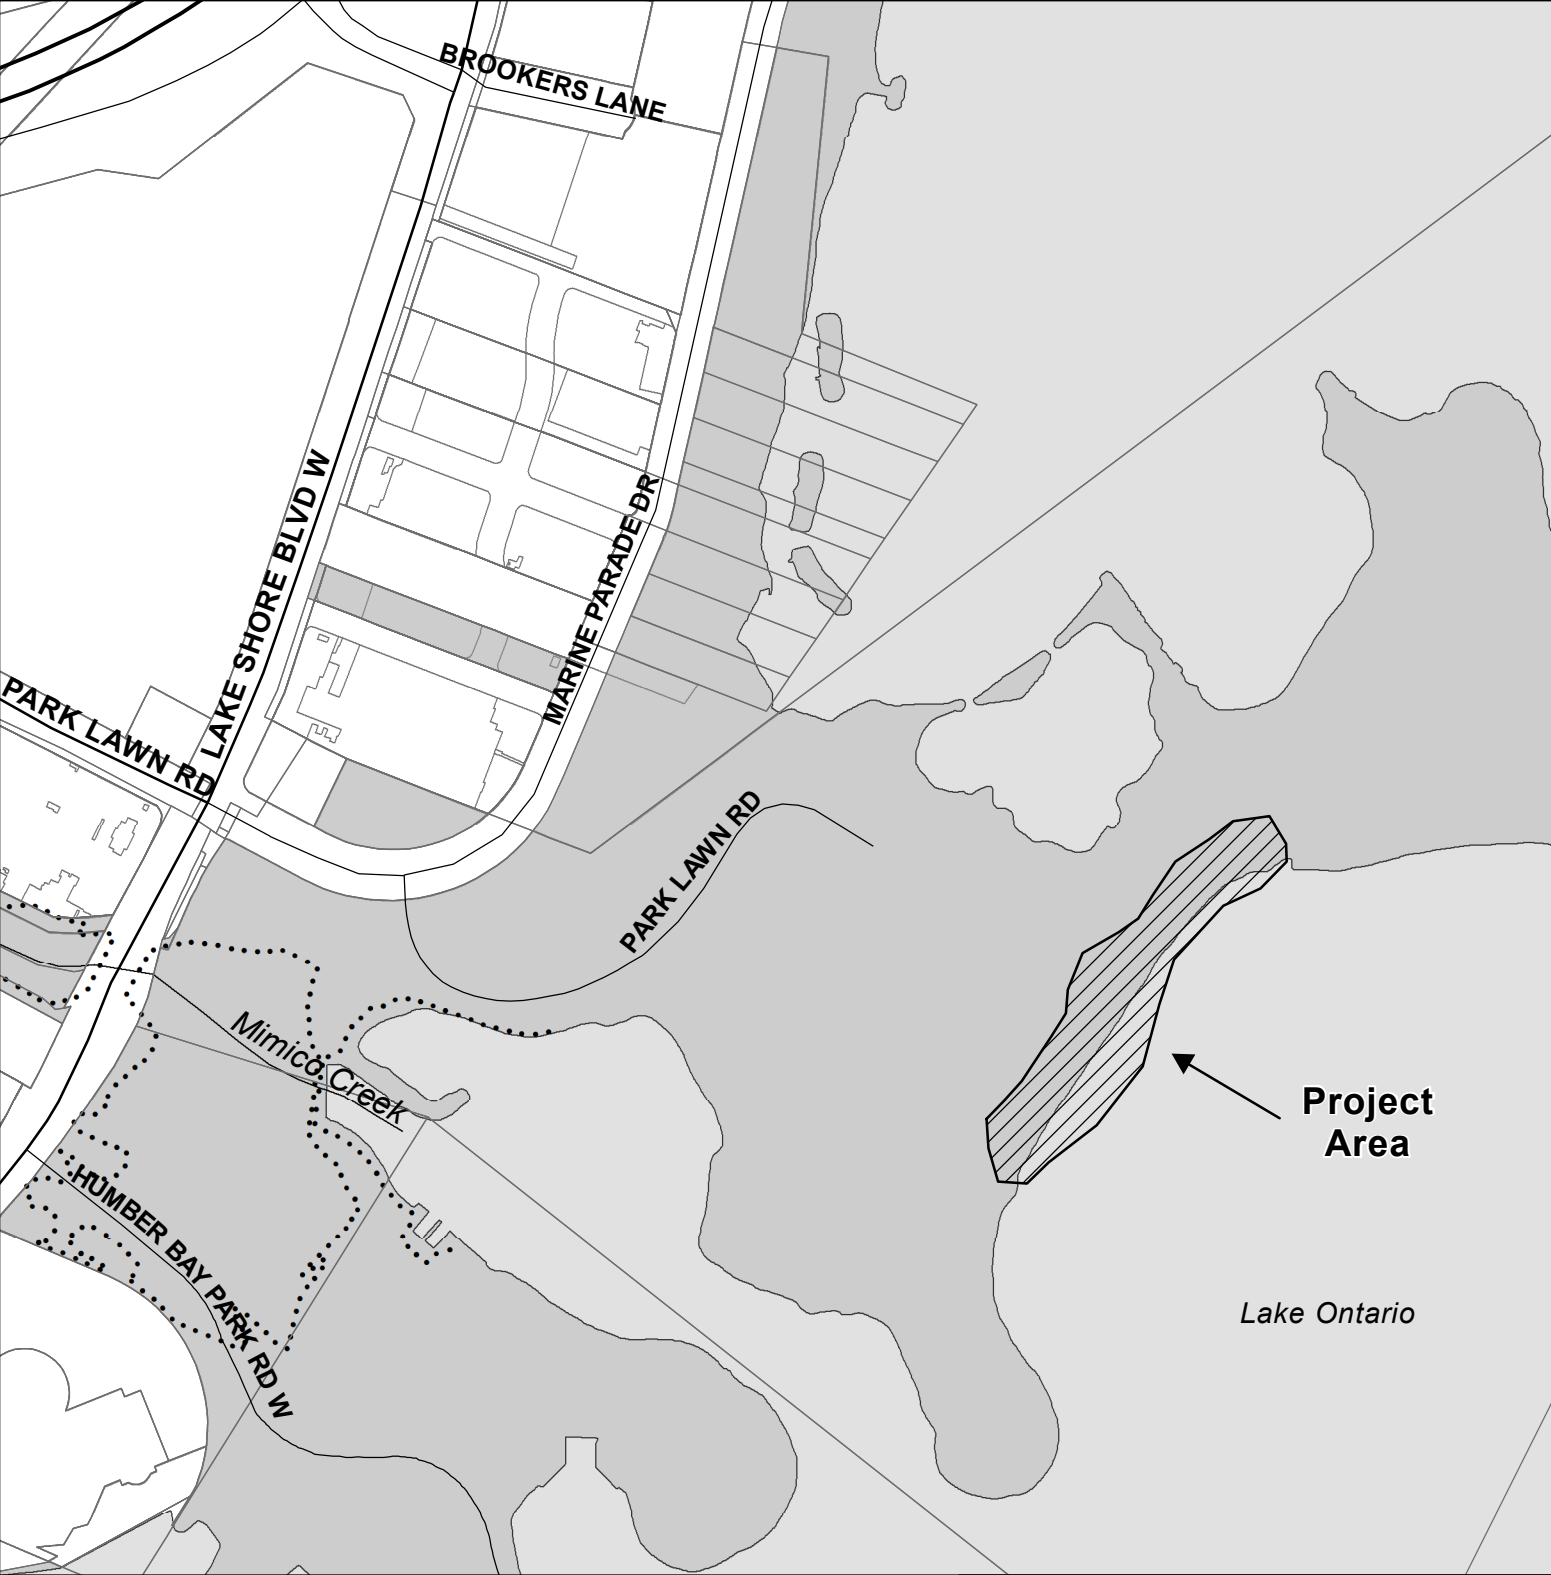 BROOKERS LANE
LAKE SHORE BLVD W
MARINE PARADE DR
PARK LAWN RD
PARK LAWN RD
Mimico Creek
Project
Area
HUMBER BAY PARK RD W
Lake Ontario